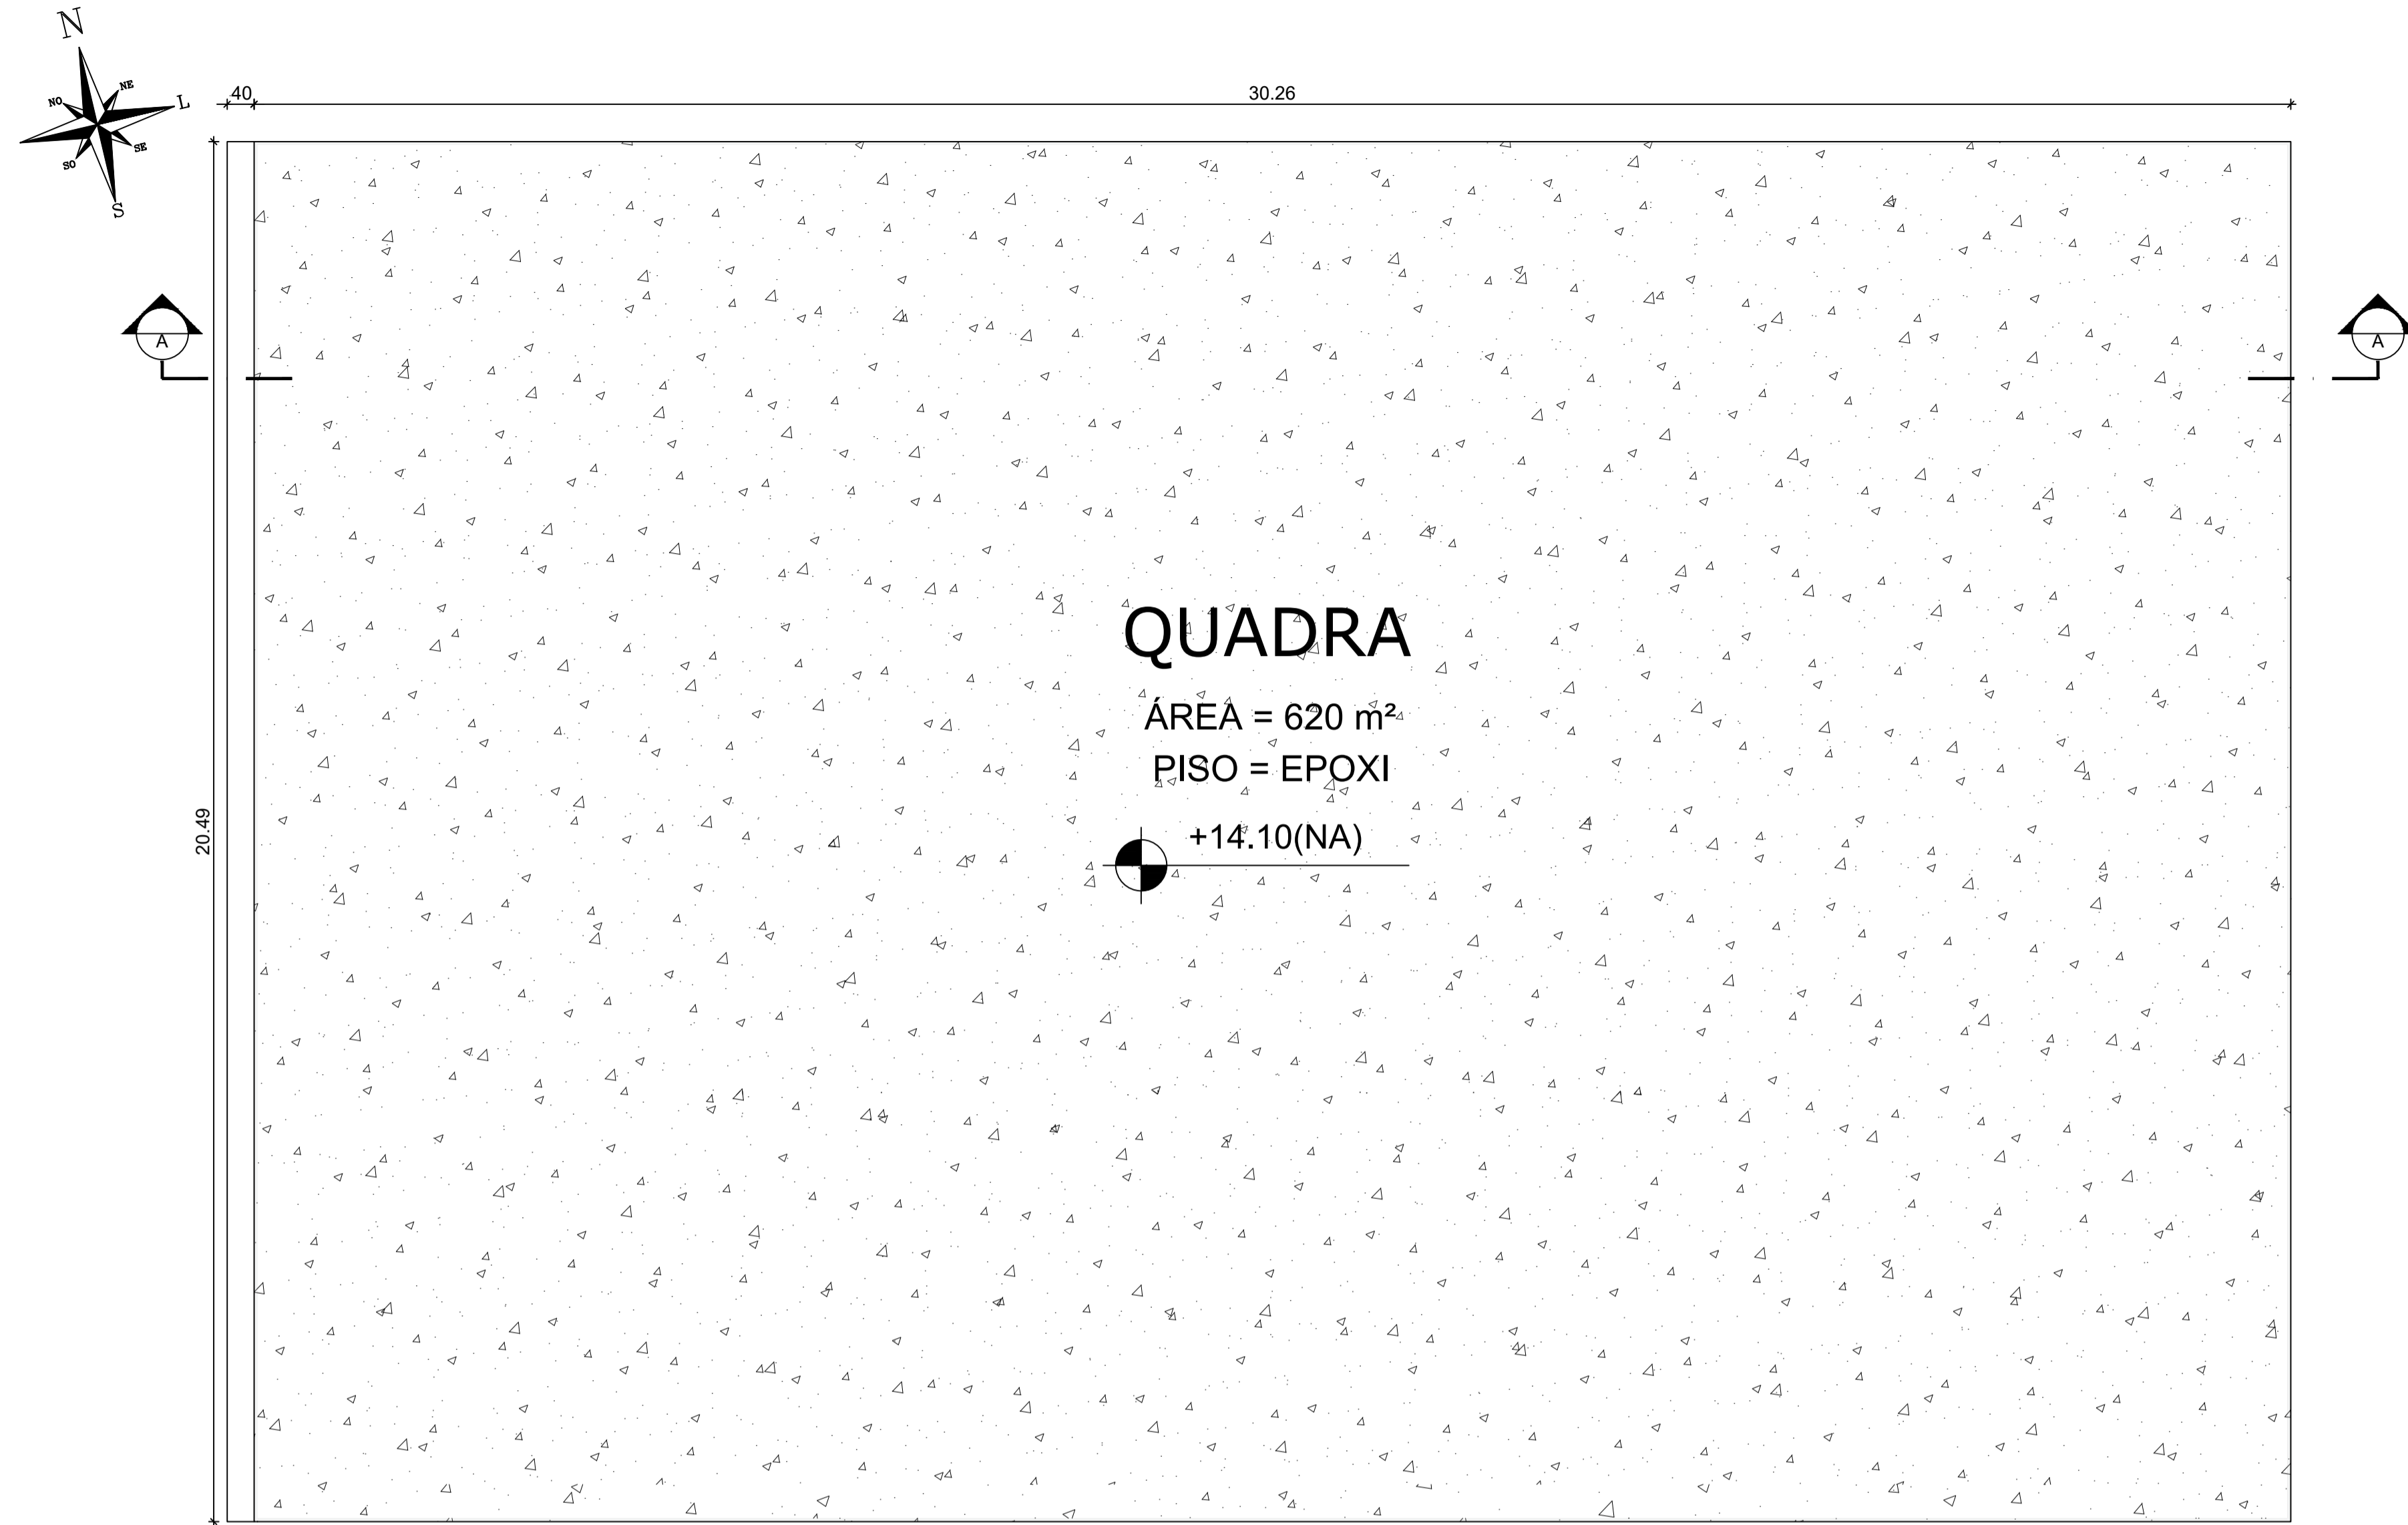 N
NE
NO
L
SE
SO
S
.40
30.26
A
A
20.49
QUADRA
ÁREA = 620 m²
PISO = EPOXI
+14.10(NA)